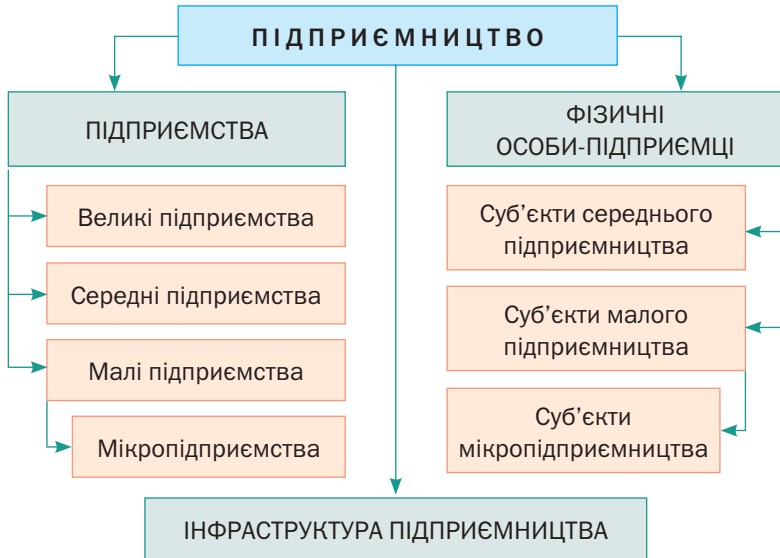 ПІДПРИЄМНИЦТВО
ПІДПРИЄМСТВА
Великі підприємства
Середні підприємства
Малі підприємства
Мікропідприємства
ФІЗИЧНІ
ОСОБИ-ПІДПРИЄМЦІ
Суб’єкти середнього
підприємництва
Суб’єкти малого
підприємництва
Суб’єкти
мікропідприємництва
ІНФРАСТРУКТУРА ПІДПРИЄМНИЦТВА